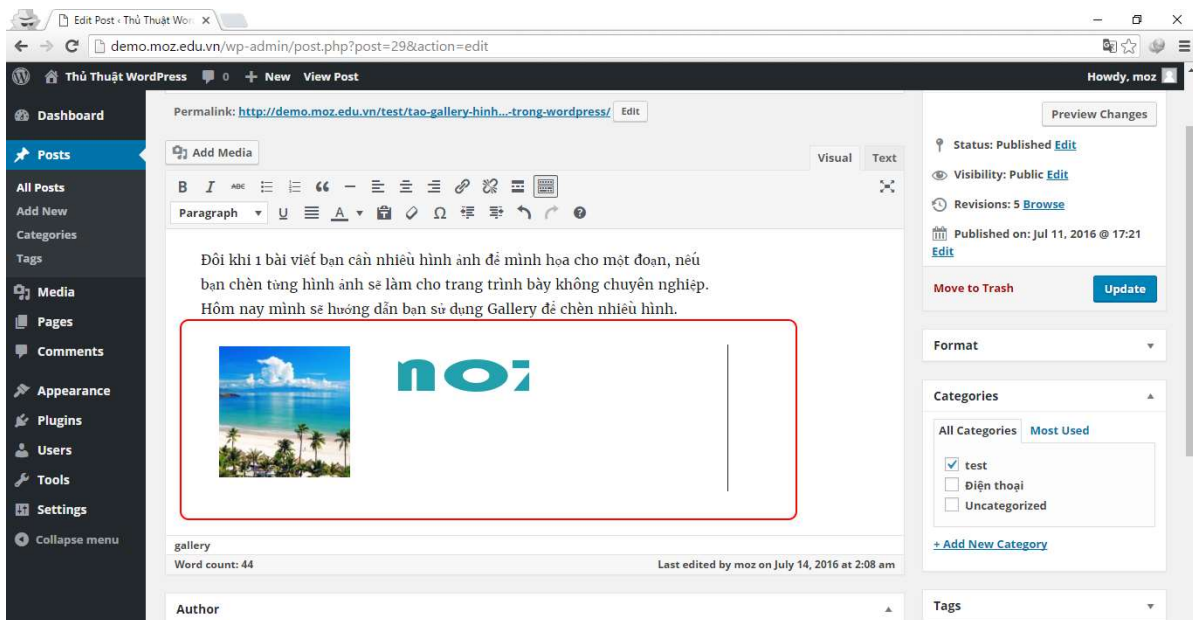 Edit Post ‹ Thủ Thuật Wor
demo.moz.edu.vn/wp-admin/post.php?post=29&action=edit
Thủ Thuật WordPress 0 + New View Post Howdy, moz
Dashboard
Posts
All Posts
Add New
Categories
Tags
Media
Pages
Comments
Appearance
Plugins
Users
Tools
Settings
Collapse menu
Permalink: http://demo.moz.edu.vn/test/tao-gallery-hinh...-trong-wordpress/ Edit
Add Media
Visual Text
B I ABC
Paragraph U A Ω
Đôi khi 1 bài viết bạn cần nhiều hình ảnh để mình họa cho một đoạn, nếu
bạn chèn từng hình ảnh sẽ làm cho trang trình bày không chuyên nghiệp.
Hôm nay mình sẽ hướng dẫn bạn sử dụng Gallery để chèn nhiều hình.
noz
gallery
Word count: 44 Last edited by moz on July 14, 2016 at 2:08 am
Author
Preview Changes
Status: Published Edit
Visibility: Public Edit
Revisions: 5 Browse
Published on: Jul 11, 2016 @ 17:21
Edit
Move to Trash Update
Format
Categories
All Categories Most Used
test
Điện thoại
Uncategorized
+ Add New Category
Tags